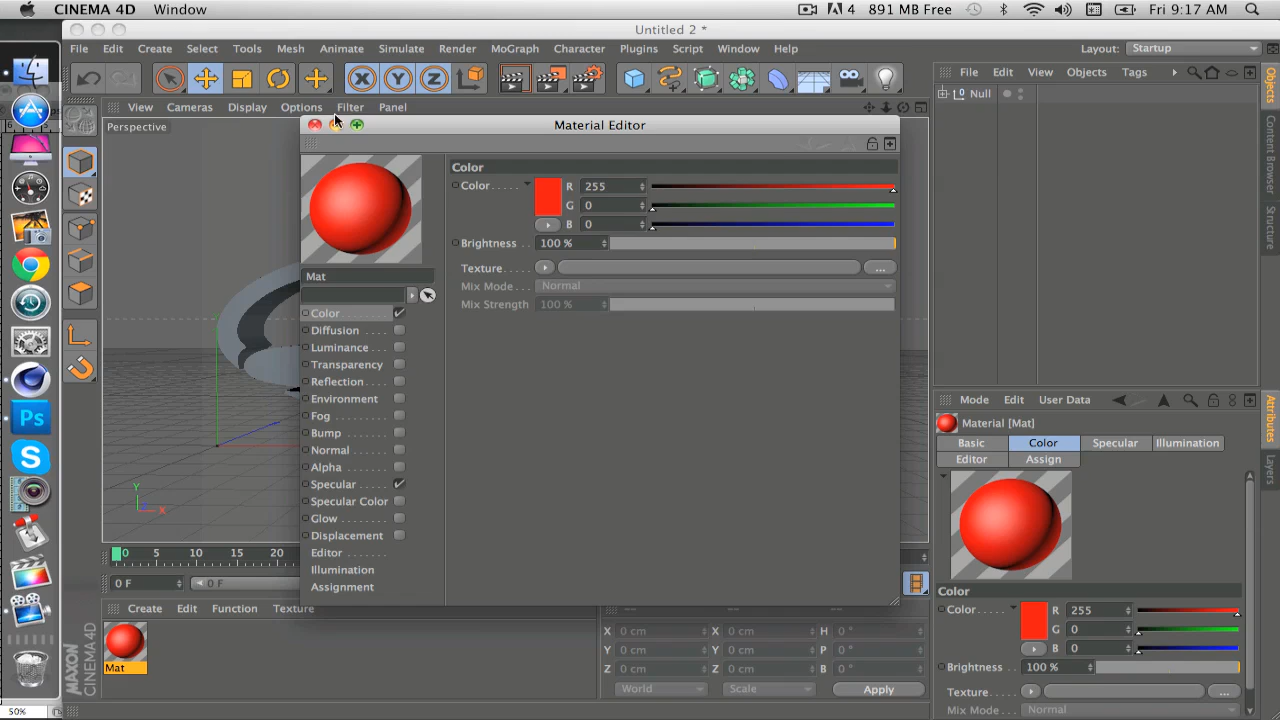 CINEMA 4D Window 4 891 MB Free Fri 9:17 AM
Untitled 2 *
File Edit Create Select Tools Mesh Animate Simulate Render MoGraph Character Plugins Script Window Help Layout: Startup
X Y Z
File Edit View Objects Tags
View Cameras Display Options Filter Panel
Null
Perspective
Material Editor
Color
Color R 255
G 0
B 0
Brightness 100 %
Texture ...
Mix Mode Normal
Mix Strength 100 %
Mat
Color
Diffusion
Luminance
Transparency
Reflection
Environment
Fog
Bump
Normal
Alpha
Specular
Specular Color
Glow
Displacement
Editor
Illumination
Assignment
Y
X
0 5 10 15 20
0 F 0 F
Create Edit Function Texture
Mat
X 0 cm X 0 cm H 0 °
Y 0 cm Y 0 cm P 0 °
Z 0 cm Z 0 cm B 0 °
World Scale Apply
MAXON
CINEMA 4D
50%
Ps
Objects
Content Browser
Structure
Mode Edit User Data
Material [Mat]
Basic Color Specular Illumination
Editor Assign
Color
Color R 255
G 0
B 0
Brightness 100 %
Texture ...
Mix Mode Normal
Attributes
Layers